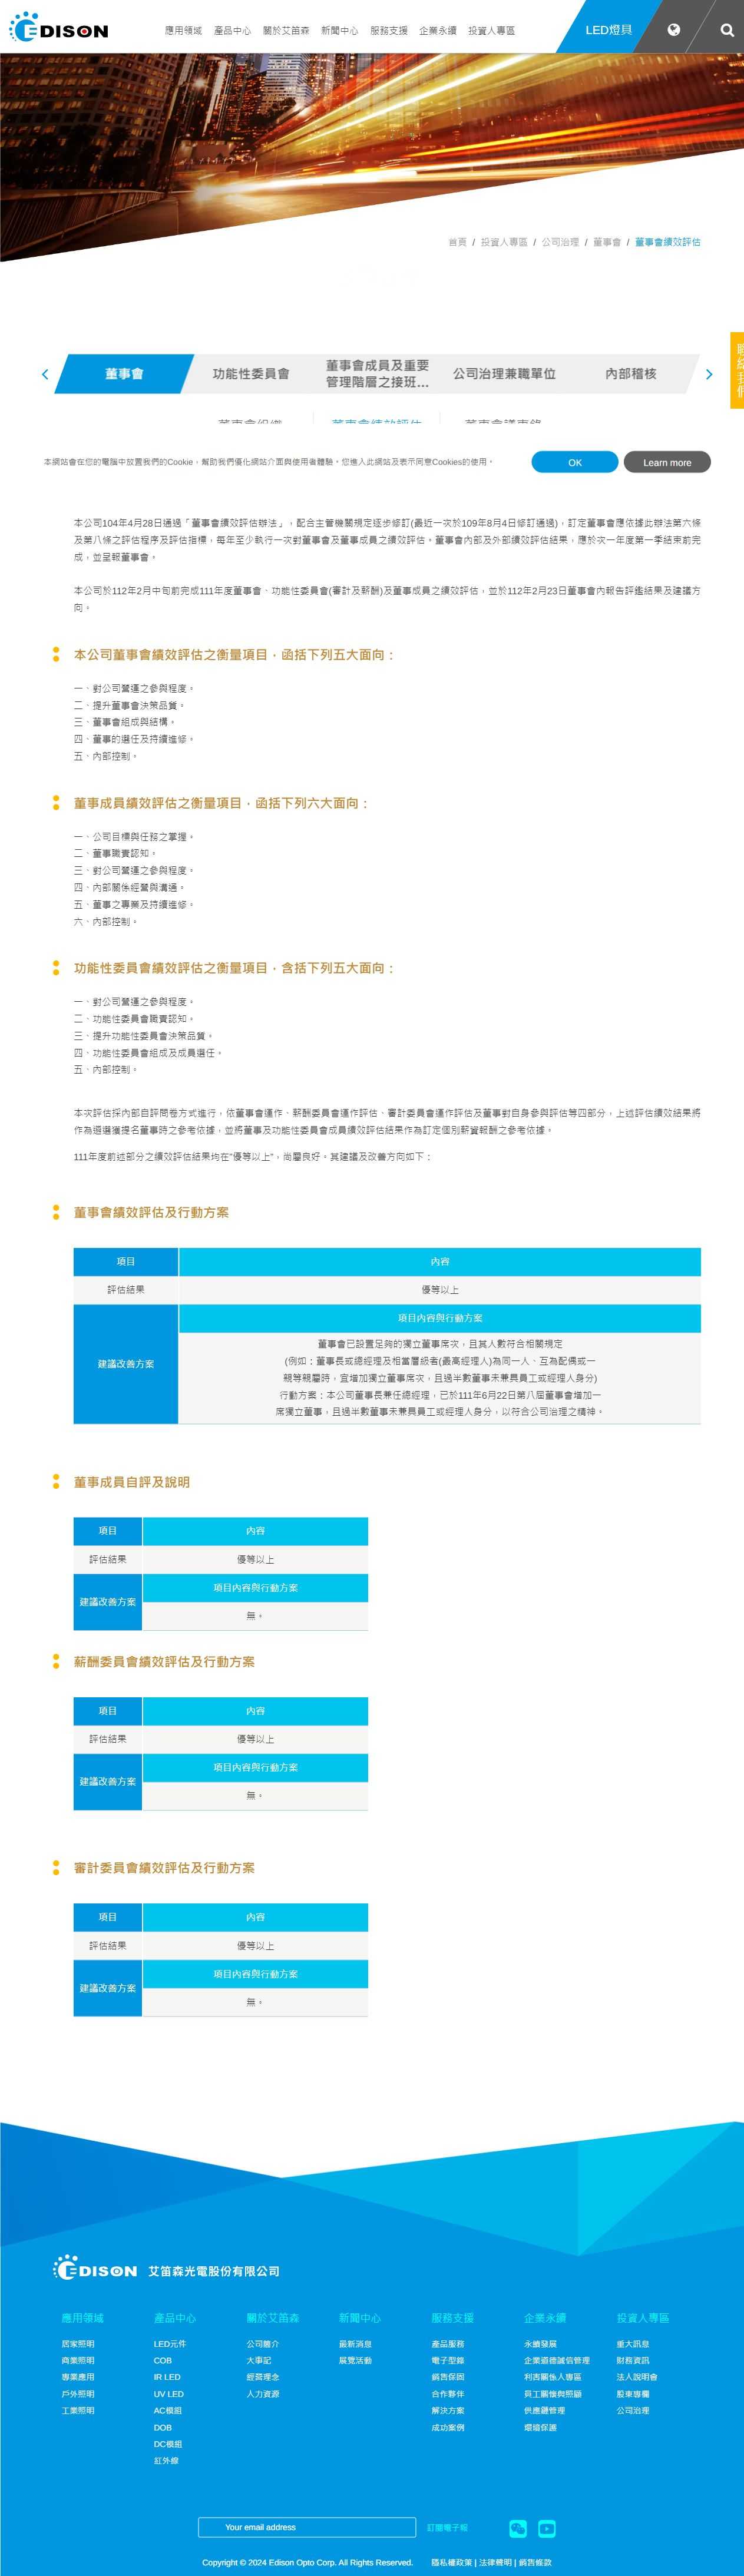 EDISON
應用領域 產品中心 關於艾笛森 新聞中心 服務支援 企業永續 投資人專區
LED燈具
首頁 / 投資人專區 / 公司治理 / 董事會 / 董事會績效評估
董事會
功能性委員會
董事會成員及重要
管理階層之接班...
公司治理兼職單位
內部稽核
本網站會在您的電腦中放置我們的Cookie，幫助我們優化網站介面與使用者體驗。您進入此網站及表示同意Cookies的使用。
OK
Learn more
本公司104年4月28日通過「董事會績效評估辦法」，配合主管機關規定逐步修訂(最近一次於109年8月4日修訂通過)，訂定董事會應依據此辦法第六條
及第八條之評估程序及評估指標，每年至少執行一次對董事會及董事成員之績效評估。董事會內部及外部績效評估結果，應於次一年度第一季結束前完
成，並呈報董事會。
本公司於112年2月中旬前完成111年度董事會、功能性委員會(審計及薪酬)及董事成員之績效評估，並於112年2月23日董事會內報告評鑑結果及建議方
向。
本公司董事會績效評估之衡量項目，函括下列五大面向：
一、對公司營運之參與程度。
二、提升董事會決策品質。
三、董事會組成與結構。
四、董事的選任及持續進修。
五、內部控制。
董事成員績效評估之衡量項目，函括下列六大面向：
一、公司目標與任務之掌握。
二、董事職責認知。
三、對公司營運之參與程度。
四、內部關係經營與溝通。
五、董事之專業及持續進修。
六、內部控制。
功能性委員會績效評估之衡量項目，含括下列五大面向：
一、對公司營運之參與程度。
二、功能性委員會職責認知。
三、提升功能性委員會決策品質。
四、功能性委員會組成及成員選任。
五、內部控制。
本次評估採內部自評問卷方式進行，依董事會運作、薪酬委員會運作評估、審計委員會運作評估及董事對自身參與評估等四部分，上述評估績效結果將
作為遴選獲提名董事時之參考依據，並將董事及功能性委員會成員績效評估結果作為訂定個別薪資報酬之參考依據。
111年度前述部分之績效評估結果均在"優等以上"，尚屬良好。其建議及改善方向如下：
董事會績效評估及行動方案
項目 內容
評估結果 優等以上
項目內容與行動方案
建議改善方案
董事會已設置足夠的獨立董事席次，且其人數符合相關規定
(例如：董事長或總經理及相當層級者(最高經理人)為同一人、互為配偶或一
親等親屬時，宜增加獨立董事席次，且過半數董事未兼具員工或經理人身分)
行動方案：本公司董事長兼任總經理，已於111年6月22日第八屆董事會增加一
席獨立董事，且過半數董事未兼具員工或經理人身分，以符合公司治理之精神。
董事成員自評及說明
項目 內容
評估結果 優等以上
建議改善方案 項目內容與行動方案
無。
薪酬委員會績效評估及行動方案
項目 內容
評估結果 優等以上
建議改善方案 項目內容與行動方案
無。
審計委員會績效評估及行動方案
項目 內容
評估結果 優等以上
建議改善方案 項目內容與行動方案
無。
EDISON 艾笛森光電股份有限公司
應用領域 產品中心 關於艾笛森 新聞中心 服務支援 企業永續 投資人專區
居家照明 LED元件 公司簡介 最新消息 產品服務 永續發展 重大訊息
商業照明 COB 大事記 展覽活動 電子型錄 企業道德誠信管理 財務資訊
專業應用 IR LED 經營理念 銷售保固 利害關係人專區 法人說明會
戶外照明 UV LED 人力資源 合作夥伴 員工關懷與照顧 股東專欄
工業照明 AC模組 解決方案 供應鏈管理 公司治理
DOB 成功案例 環境保護
DC模組
紅外線
Your email address
訂閱電子報
Copyright © 2024 Edison Opto Corp. All Rights Reserved. 隱私權政策 | 法律聲明 | 銷售條款